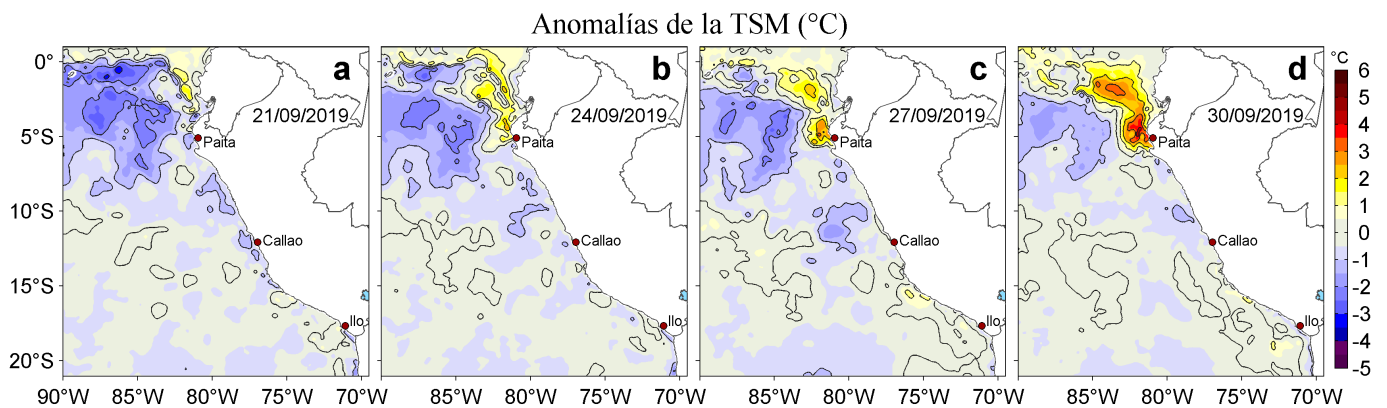 Anomalías de la TSM (°C)
a b c d °C
21/09/2019 24/09/2019 27/09/2019 30/09/2019
Paita Paita Paita Paita
Callao Callao Callao Callao
Ilo Ilo Ilo Ilo
0°
5°S
10°S
15°S
20°S
6
5
4
3
2
1
0
-1
-2
-3
-4
-5
90°W 85°W 80°W 75°W 70°W 85°W 80°W 75°W 70°W 85°W 80°W 75°W 70°W 85°W 80°W 75°W 70°W